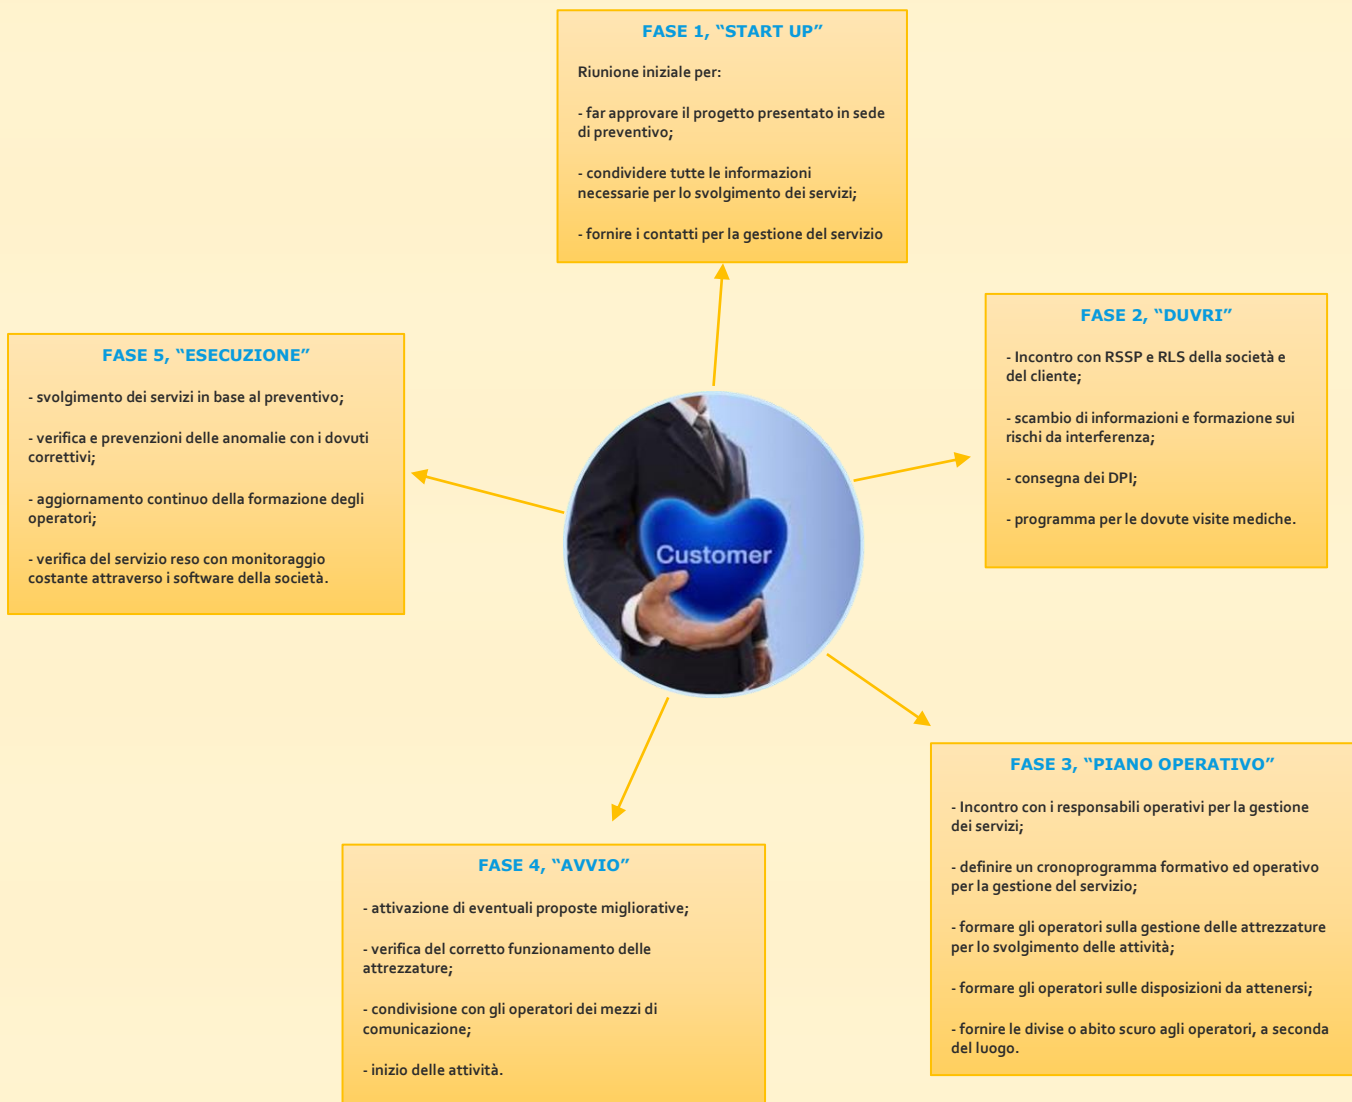 FASE 1, “START UP”
Riunione iniziale per:
- far approvare il progetto presentato in sede
di preventivo;
- condividere tutte le informazioni
necessarie per lo svolgimento dei servizi;
- fornire i contatti per la gestione del servizio
FASE 2, “DUVRI”
- Incontro con RSSP e RLS della società e
del cliente;
- scambio di informazioni e formazione sui
rischi da interferenza;
- consegna dei DPI;
- programma per le dovute visite mediche.
FASE 3, “PIANO OPERATIVO”
- Incontro con i responsabili operativi per la gestione
dei servizi;
- definire un cronoprogramma formativo ed operativo
per la gestione del servizio;
- formare gli operatori sulla gestione delle attrezzature
per lo svolgimento delle attività;
- formare gli operatori sulle disposizioni da attenersi;
- fornire le divise o abito scuro agli operatori, a seconda
del luogo.
FASE 4, “AVVIO”
- attivazione di eventuali proposte migliorative;
- verifica del corretto funzionamento delle
attrezzature;
- condivisione con gli operatori dei mezzi di
comunicazione;
- inizio delle attività.
FASE 5, “ESECUZIONE”
- svolgimento dei servizi in base al preventivo;
- verifica e prevenzioni delle anomalie con i dovuti
correttivi;
- aggiornamento continuo della formazione degli
operatori;
- verifica del servizio reso con monitoraggio
costante attraverso i software della società.
Customer